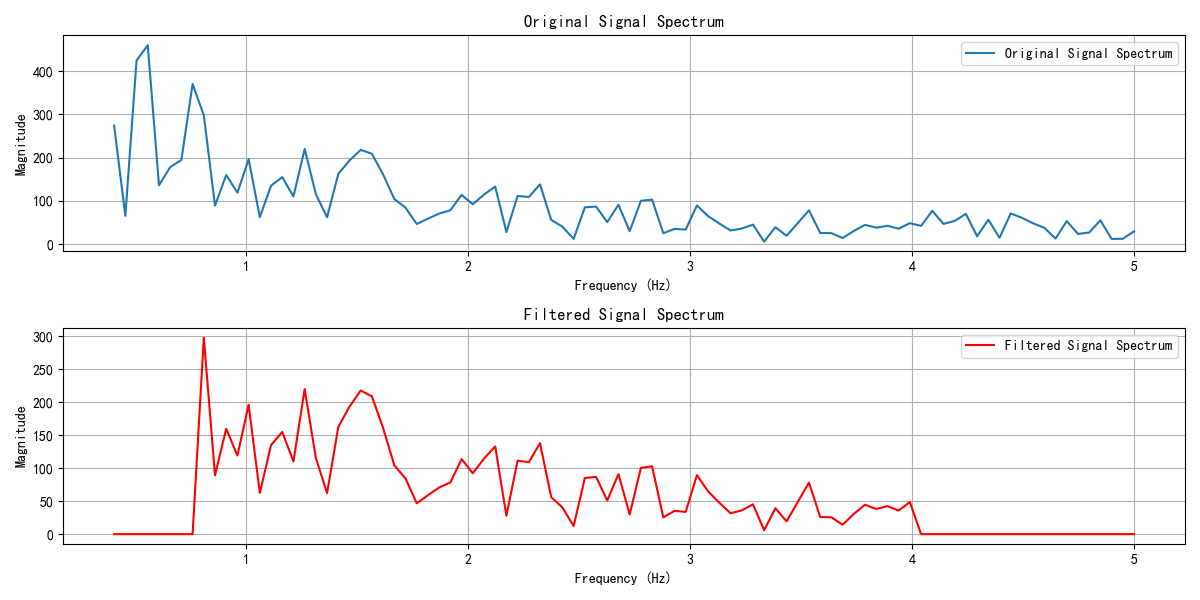 Original Signal Spectrum
Original Signal Spectrum
Magnitude
400
300
200
100
0
1 2 3 4 5
Frequency (Hz)
Filtered Signal Spectrum
Filtered Signal Spectrum
Magnitude
300
250
200
150
100
50
0
1 2 3 4 5
Frequency (Hz)